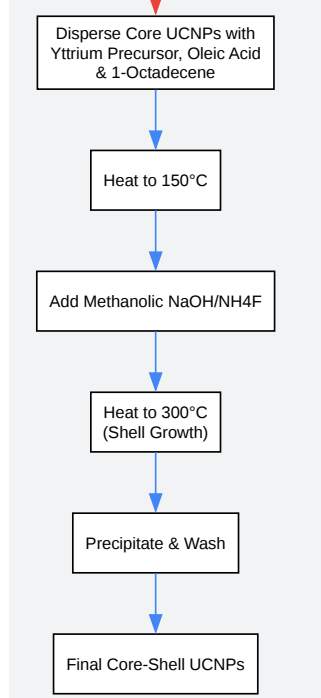 Disperse Core UCNPs with
Yttrium Precursor, Oleic Acid
& 1-Octadecene
Heat to 150°C
Add Methanolic NaOH/NH4F
Heat to 300°C
(Shell Growth)
Precipitate & Wash
Final Core-Shell UCNPs